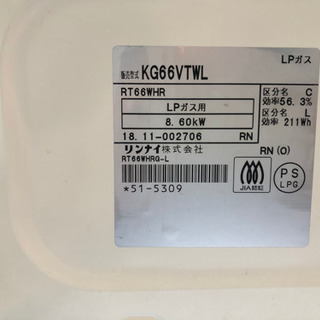 LPガス
販売型式 KG66VTWL
RT66WHR
LPガス用
8.60kW
18.11-002706 RN
リンナイ株式会社
RT66WHRG-L
*51-5309
区分名 C
効率56.3%
区分名 L
効率 211Wh
RN (O)
JIA認証
PS
LPG